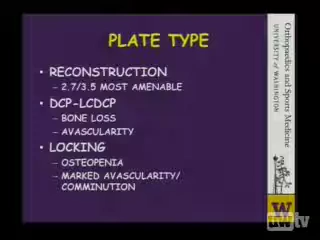 PLATE TYPE
• RECONSTRUCTION
– 2.7/3.5 MOST AMENABLE
• DCP-LCDCP
– BONE LOSS
– AVASCULARITY
• LOCKING
– OSTEOPENIA
– MARKED AVASCULARITY/
COMMINUTION
Orthopaedics and Sports Medicine
UNIVERSITY OF WASHINGTON
W
uwtv